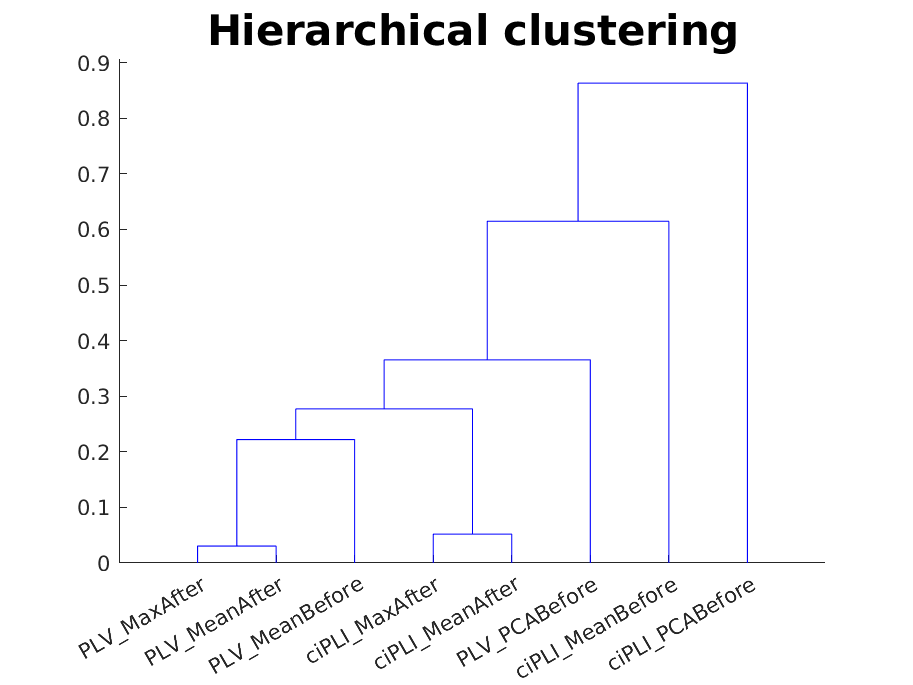 Hierarchical clustering
0.9
0.8
0.7
0.6
0.5
0.4
0.3
0.2
0.1
0
PLV_MaxAfter
PLV_MeanAfter
PLV_MeanBefore
ciPLI_MaxAfter
ciPLI_MeanAfter
PLV_PCABefore
ciPLI_MeanBefore
ciPLI_PCABefore